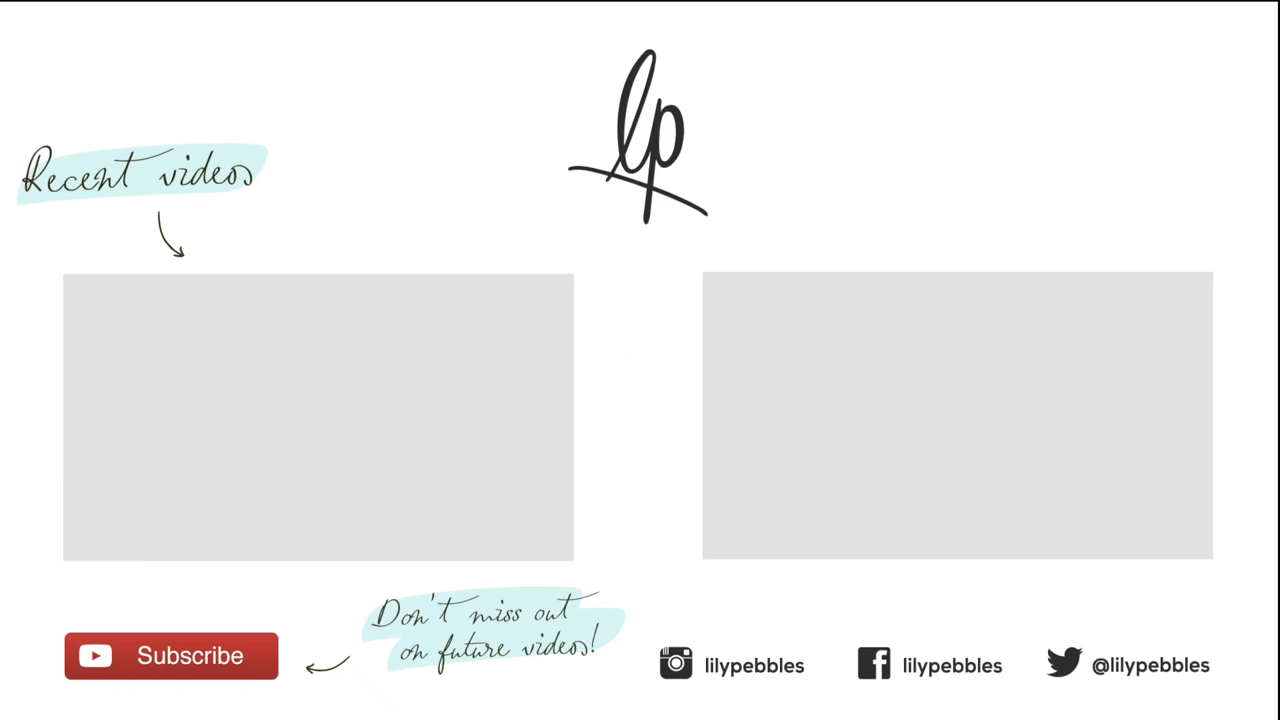 lp
Recent videos
Don't miss out
on future videos!
Subscribe
lilypebbles
lilypebbles
@lilypebbles